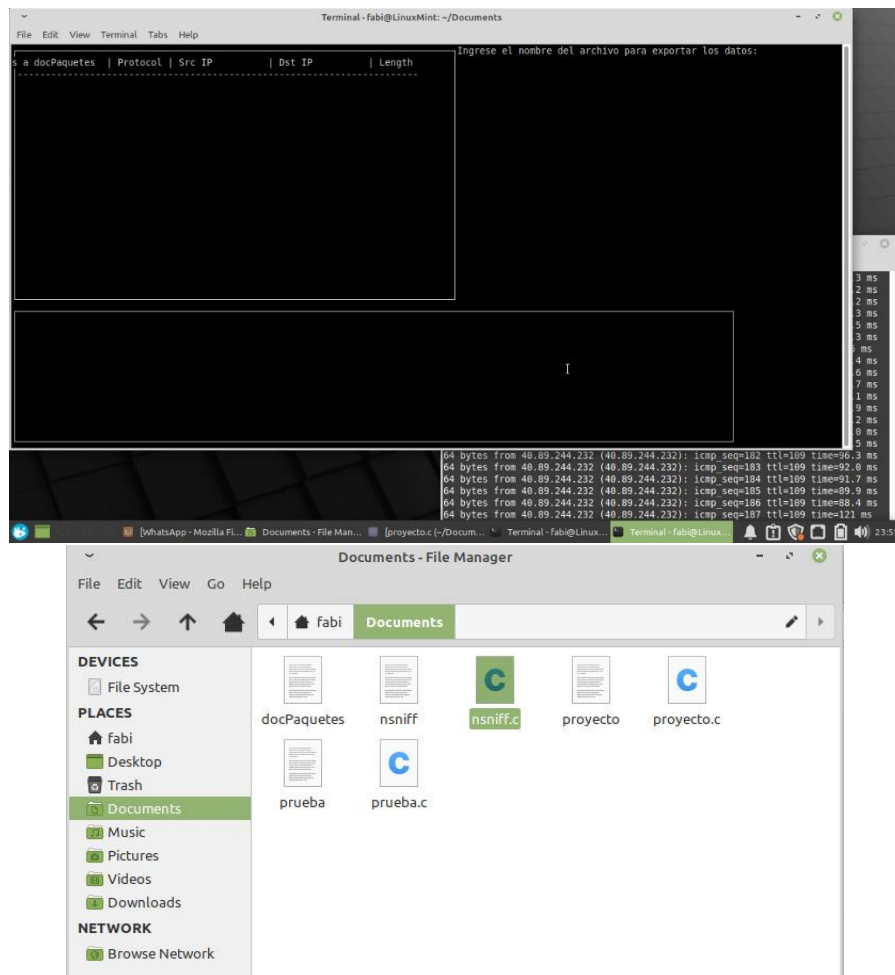 Terminal - fabi@LinuxMint: ~/Documents
File Edit View Terminal Tabs Help
Ingrese el nombre del archivo para exportar los datos:
s a docPaquetes | Protocol | Src IP | Dst IP | Length
3 ms
2 ms
2 ms
3 ms
5 ms
3 ms
ms
4 ms
6 ms
7 ms
1 ms
9 ms
2 ms
0 ms
5 ms
64 bytes from 40.89.244.232 (40.89.244.232): icmp_seq=182 ttl=109 time=96.3 ms
64 bytes from 40.89.244.232 (40.89.244.232): icmp_seq=183 ttl=109 time=92.0 ms
64 bytes from 40.89.244.232 (40.89.244.232): icmp_seq=184 ttl=109 time=91.7 ms
64 bytes from 40.89.244.232 (40.89.244.232): icmp_seq=185 ttl=109 time=89.9 ms
64 bytes from 40.89.244.232 (40.89.244.232): icmp_seq=186 ttl=109 time=88.4 ms
64 bytes from 40.89.244.232 (40.89.244.232): icmp_seq=187 ttl=109 time=121 ms
[WhatsApp - Mozilla Fi... Documents - File Man... [proyecto.c (~/Docum... Terminal - fabi@Linux... Terminal - fabi@Linux... 23:5
Documents - File Manager
File Edit View Go Help
fabi Documents
DEVICES
File System
PLACES
fabi
Desktop
Trash
Documents
Music
Pictures
Videos
Downloads
NETWORK
Browse Network
docPaquetes nsniff nsniff.c proyecto proyecto.c
prueba prueba.c